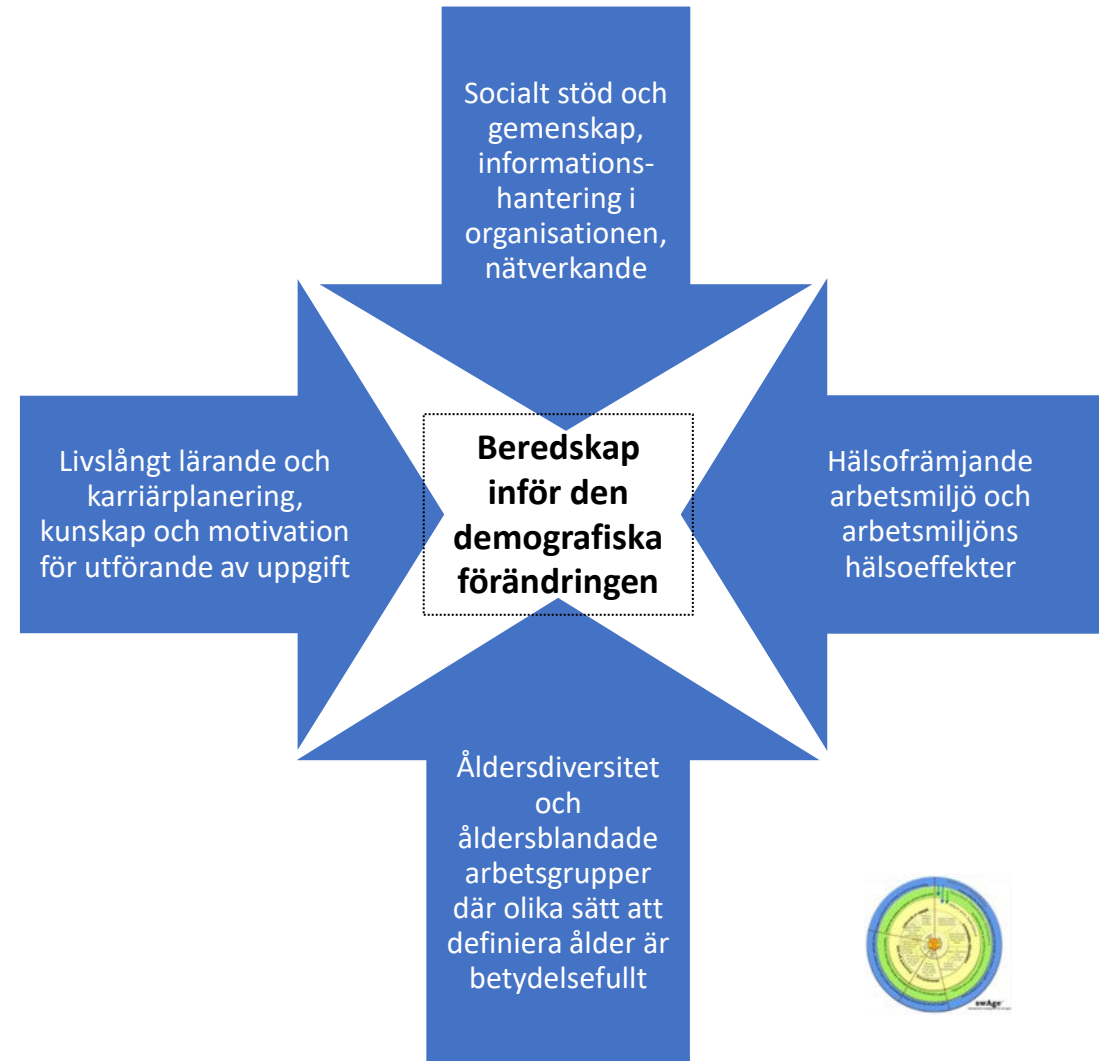 Socialt stöd och
gemenskap,
informations-
hantering i
organisationen,
nätverkande
Livslångt lärande och
karriärplanering,
kunskap och motivation
för utförande av uppgift
Beredskap
inför den
demografiska
förändringen
Hälsofrämjande
arbetsmiljö och
arbetsmiljöns
hälsoeffekter
Åldersdiversitet
och
åldersblandade
arbetsgrupper
där olika sätt att
definiera ålder är
betydelsefullt
swAge